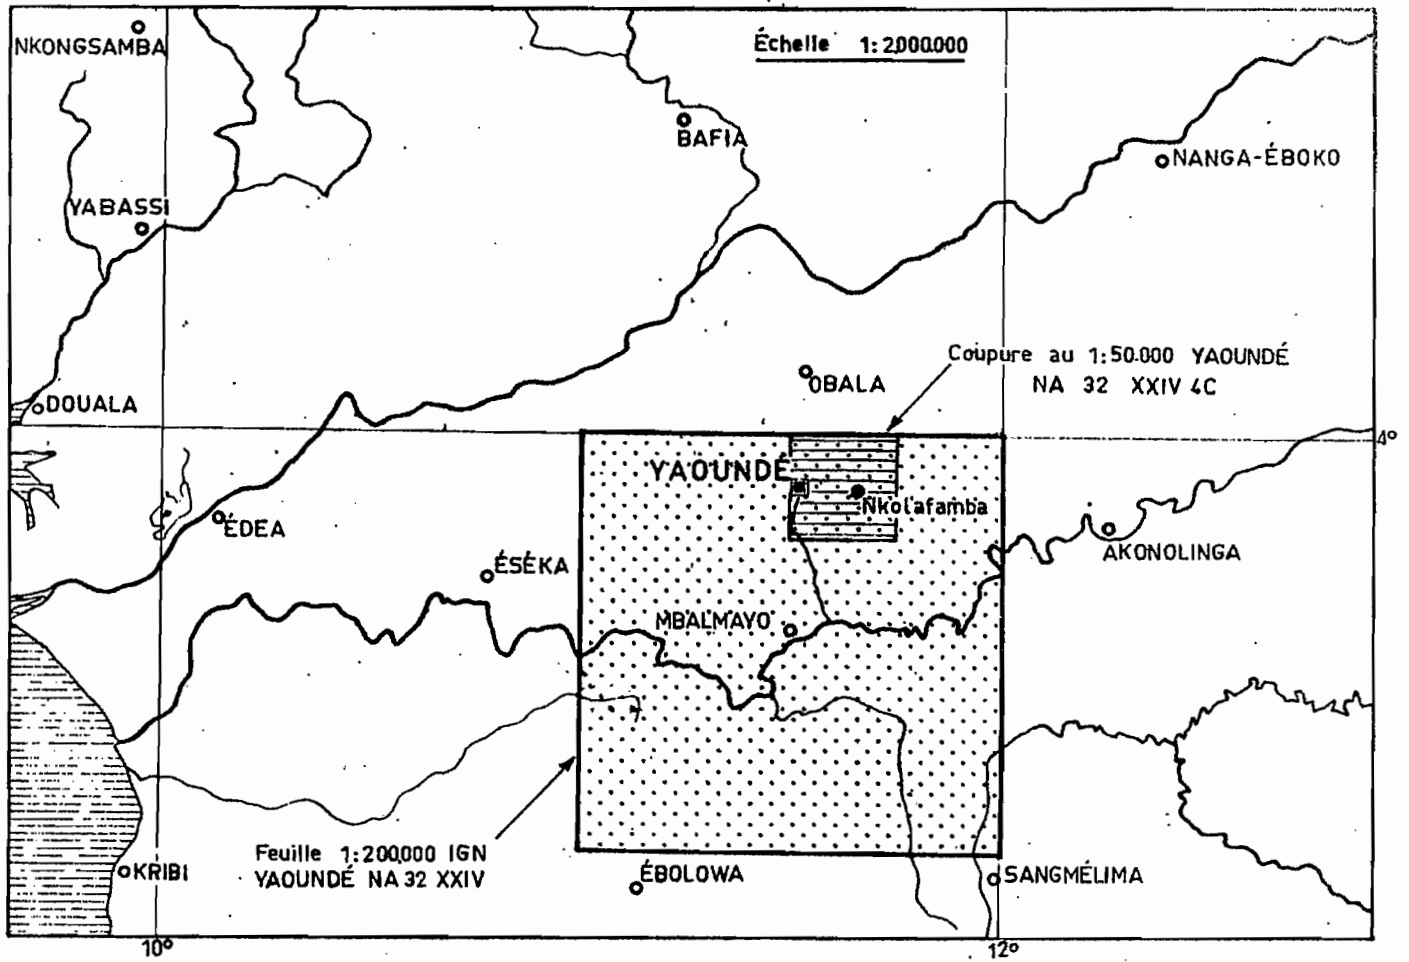 NKONGSAMBA
Échelle 1:2.000.000
BAFIA
NANGA-ÉBOKO
YABASSI
Coupure au 1:50.000 YAOUNDÉ
NA 32 XXIV 4C
OBALA
DOUALA
4°
YAOUNDÉ
Nkolafamba
ÉDEA
AKONOLINGA
ÉSÉKA
MBALMAYO
Feuille 1:200.000 IGN
YAOUNDÉ NA 32 XXIV
KRIBI
ÉBOLOWA
SANGMÉLIMA
10°
12°